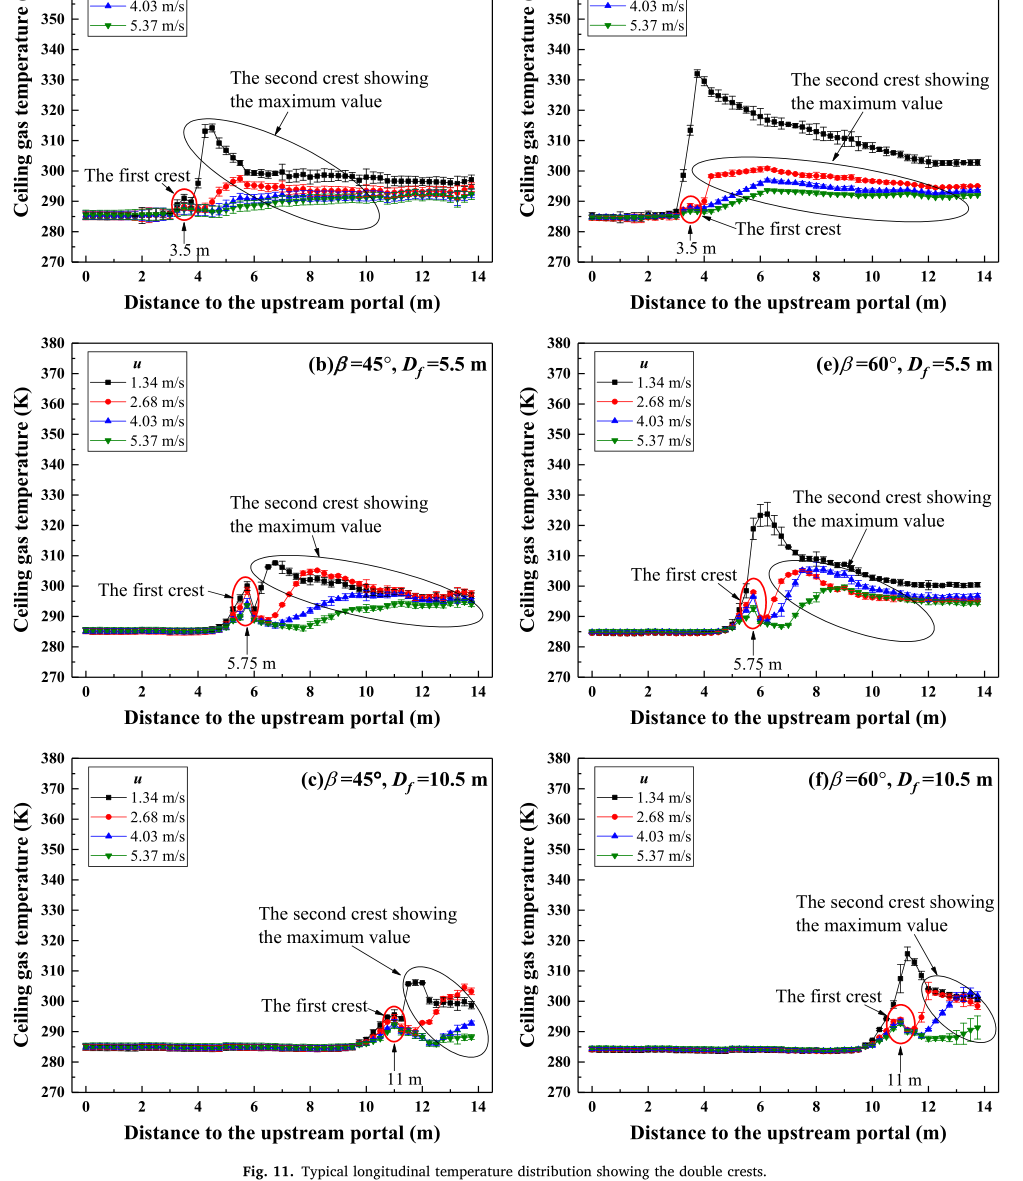 4.03 m/s
5.37 m/s
Ceiling gas temperature
350
340
330
320
310
300
290
280
270
The second crest showing
the maximum value
The first crest
3.5 m
0 2 4 6 8 10 12 14
Distance to the upstream portal (m)
4.03 m/s
5.37 m/s
Ceiling gas temperature
350
340
330
320
310
300
290
280
270
The second crest showing
the maximum value
The first crest
3.5 m
0 2 4 6 8 10 12 14
Distance to the upstream portal (m)
(b)β=45°, Df=5.5 m
u
1.34 m/s
2.68 m/s
4.03 m/s
5.37 m/s
Ceiling gas temperature (K)
380
370
360
350
340
330
320
310
300
290
280
270
The second crest showing
the maximum value
The first crest
5.75 m
0 2 4 6 8 10 12 14
Distance to the upstream portal (m)
(e)β=60°, Df=5.5 m
u
1.34 m/s
2.68 m/s
4.03 m/s
5.37 m/s
Ceiling gas temperature (K)
380
370
360
350
340
330
320
310
300
290
280
270
The second crest showing
the maximum value
The first crest
5.75 m
0 2 4 6 8 10 12 14
Distance to the upstream portal (m)
(c)β=45°, Df=10.5 m
u
1.34 m/s
2.68 m/s
4.03 m/s
5.37 m/s
Ceiling gas temperature (K)
380
370
360
350
340
330
320
310
300
290
280
270
The second crest showing
the maximum value
The first crest
11 m
0 2 4 6 8 10 12 14
Distance to the upstream portal (m)
(f)β=60°, Df=10.5 m
u
1.34 m/s
2.68 m/s
4.03 m/s
5.37 m/s
Ceiling gas temperature (K)
380
370
360
350
340
330
320
310
300
290
280
270
The second crest showing
the maximum value
The first crest
11 m
0 2 4 6 8 10 12 14
Distance to the upstream portal (m)
Fig. 11. Typical longitudinal temperature distribution showing the double crests.